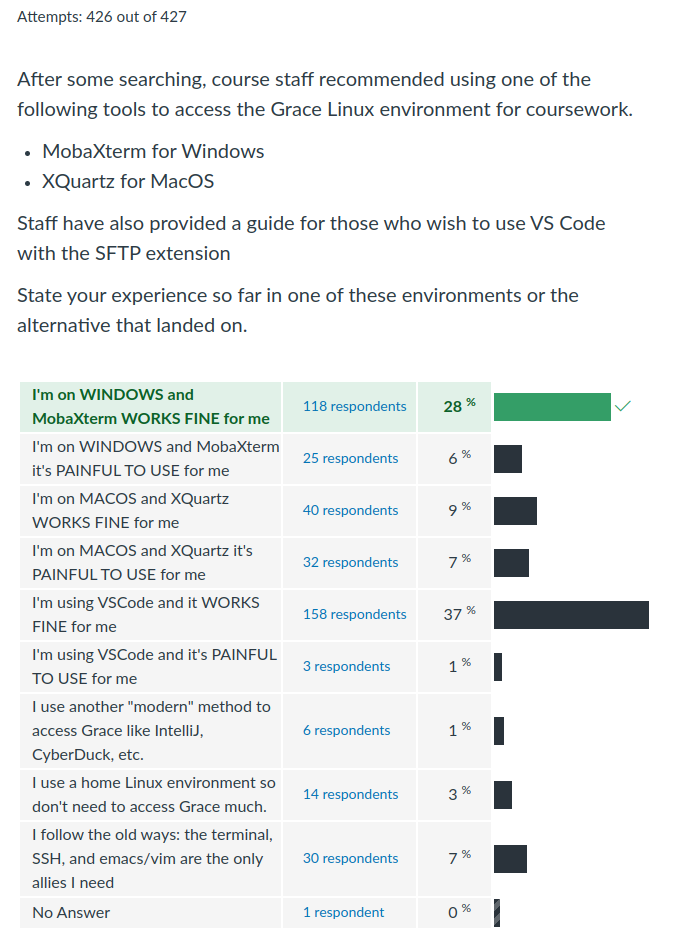 Attempts: 426 out of 427
After some searching, course staff recommended using one of the
following tools to access the Grace Linux environment for coursework.
• MobaXterm for Windows
• XQuartz for MacOS
Staff have also provided a guide for those who wish to use VS Code
with the SFTP extension
State your experience so far in one of these environments or the
alternative that landed on.
I'm on WINDOWS and
MobaXterm WORKS FINE for me
118 respondents
28 %
I'm on WINDOWS and MobaXterm
it's PAINFUL TO USE for me
25 respondents
6 %
I'm on MACOS and XQuartz
WORKS FINE for me
40 respondents
9 %
I'm on MACOS and XQuartz it's
PAINFUL TO USE for me
32 respondents
7 %
I'm using VSCode and it WORKS
FINE for me
158 respondents
37 %
I'm using VSCode and it's PAINFUL
TO USE for me
3 respondents
1 %
I use another "modern" method to
access Grace like IntelliJ,
CyberDuck, etc.
6 respondents
1 %
I use a home Linux environment so
don't need to access Grace much.
14 respondents
3 %
I follow the old ways: the terminal,
SSH, and emacs/vim are the only
allies I need
30 respondents
7 %
No Answer
1 respondent
0 %